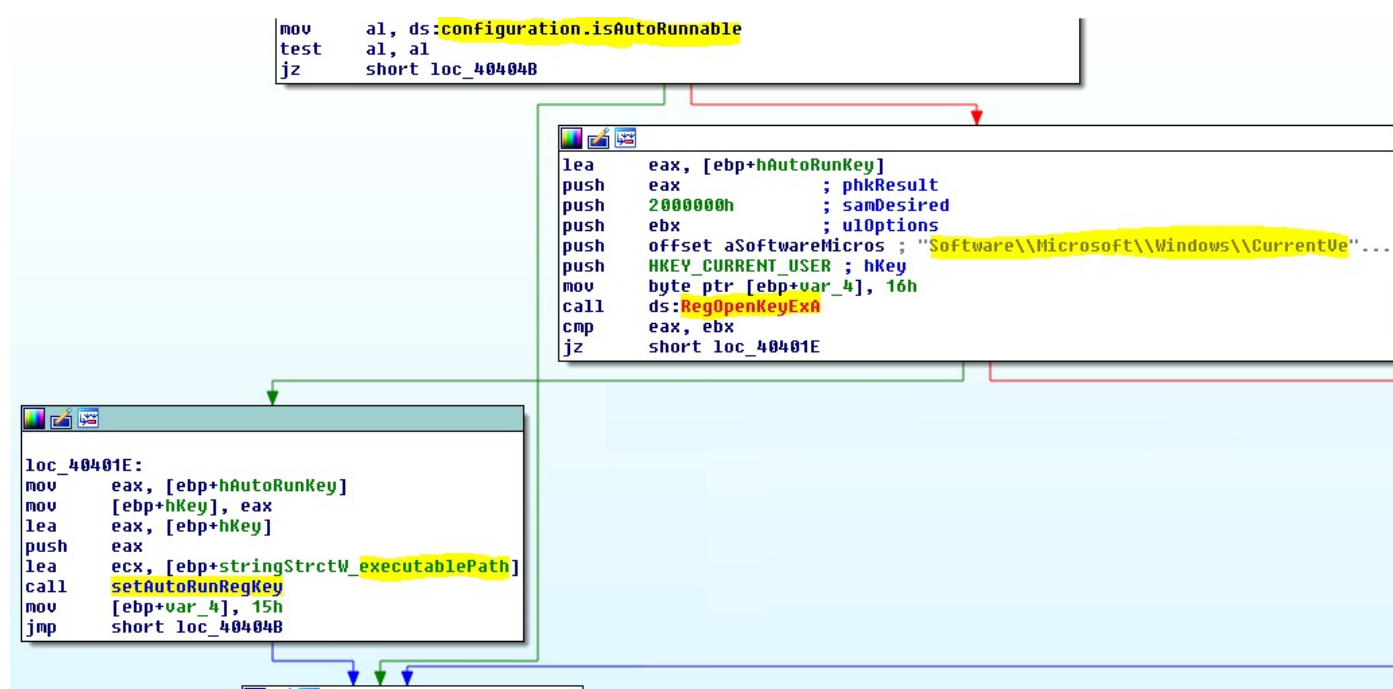 mov al, ds:configuration.isAutoRunnable
test al, al
jz short loc_40404B
lea eax, [ebp+hAutoRunKey]
push eax ; phkResult
push 2000000h ; samDesired
push ebx ; ulOptions
push offset aSoftwareMicros ; "Software\\Microsoft\\Windows\\CurrentVe"...
push HKEY_CURRENT_USER ; hKey
mov byte ptr [ebp+var_4], 16h
call ds:RegOpenKeyExA
cmp eax, ebx
jz short loc_40401E
loc_40401E:
mov eax, [ebp+hAutoRunKey]
mov [ebp+hKey], eax
lea eax, [ebp+hKey]
push eax
lea ecx, [ebp+stringStrctW_executablePath]
call setAutoRunRegKey
mov [ebp+var_4], 15h
jmp short loc_40404B